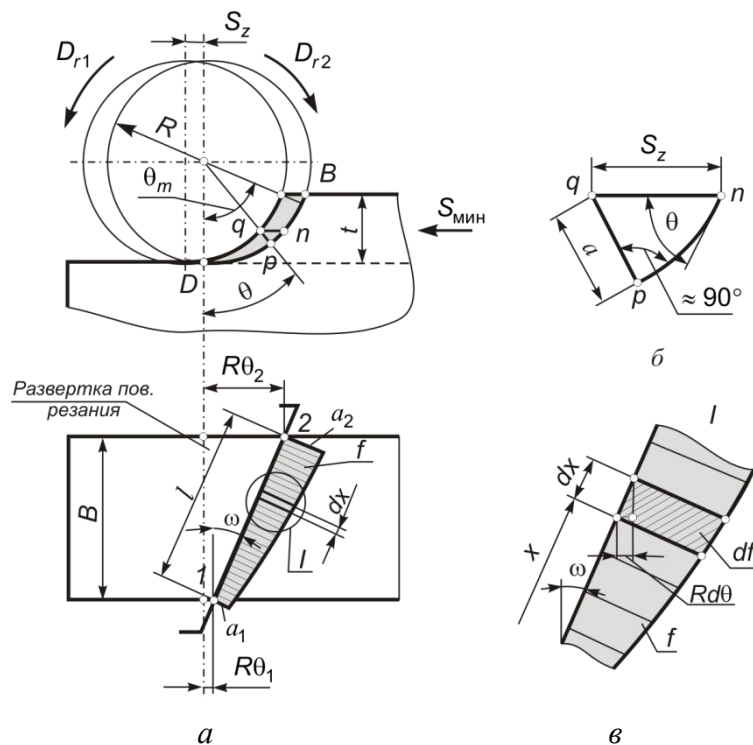 S_z
D_r1
D_r2
R
B
θ_m
S_мин
q
n
t
p
D
θ
S_z
q
n
θ
a
p
≈ 90°
б
Rθ_2
Развертка пов.
резания
2
a_2
f
l
dx
B
ω
I
1
a_1
Rθ_1
а
I
dx
x
df
ω
Rdθ
f
в